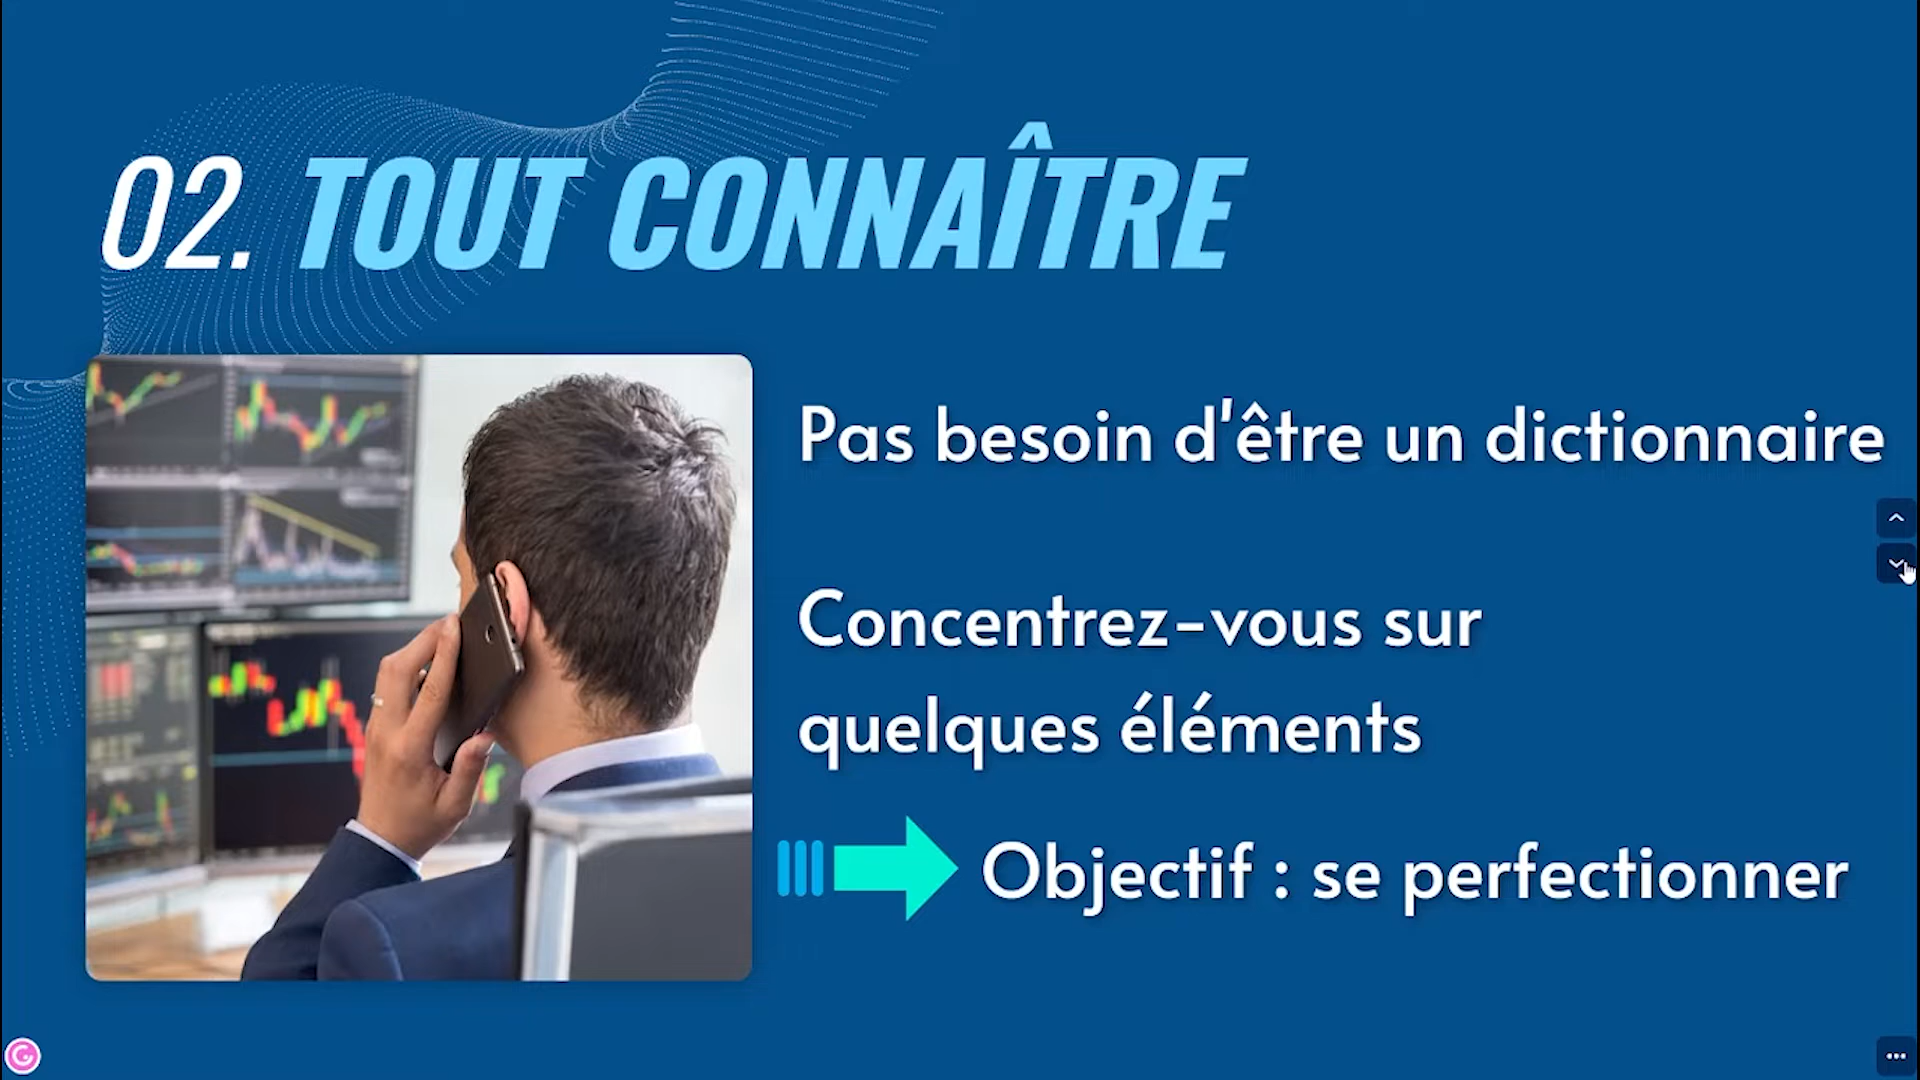 02. TOUT CONNAÎTRE
Pas besoin d'être un dictionnaire
Concentrez-vous sur
quelques éléments
Objectif : se perfectionner